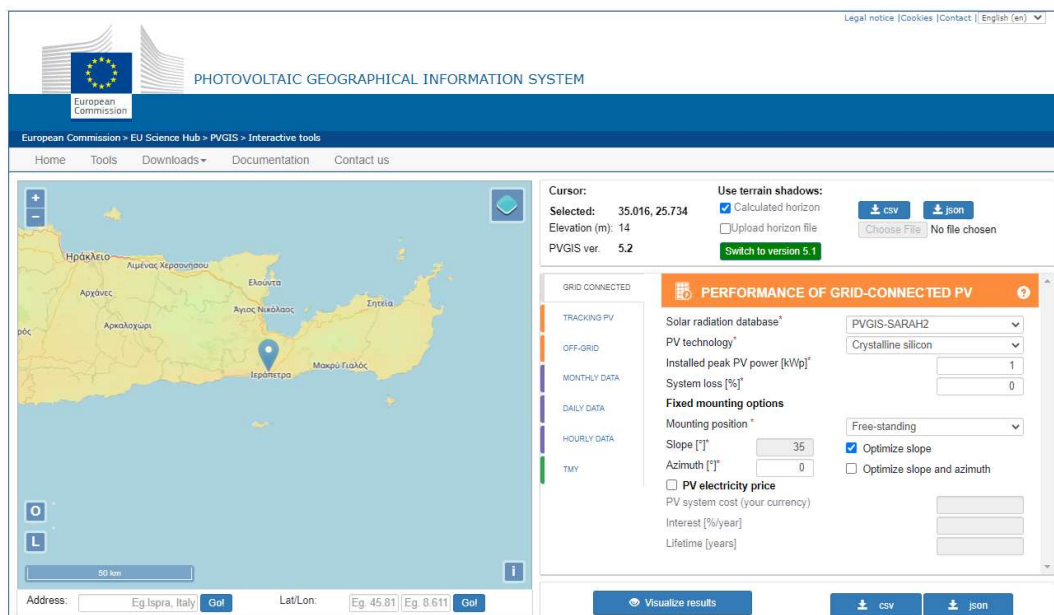 Legal notice |Cookies |Contact | English (en)
PHOTOVOLTAIC GEOGRAPHICAL INFORMATION SYSTEM
European
Commission
European Commission > EU Science Hub > PVGIS > Interactive tools
Home Tools Downloads Documentation Contact us
+
−
Ηράκλειο
Λιμένας Χερσονήσου
Ελούντα
Αρχάνες
Άγιος Νικόλαος
Σητεία
Αρκαλοχώρι
ρός
Μακρύ Γιαλός
Ιεράπετρα
O
L
50 km
i
Address: Eg.Ispra, Italy Go! Lat/Lon: Eg. 45.81 Eg. 8.611 Go!
Cursor:
Selected: 35.016, 25.734
Elevation (m): 14
PVGIS ver. 5.2
Use terrain shadows:
Calculated horizon
Upload horizon file
Switch to version 5.1
csv json
Choose File No file chosen
GRID CONNECTED
TRACKING PV
OFF-GRID
MONTHLY DATA
DAILY DATA
HOURLY DATA
TMY
PERFORMANCE OF GRID-CONNECTED PV ?
Solar radiation database* PVGIS-SARAH2
PV technology* Crystalline silicon
Installed peak PV power [kWp]* 1
System loss [%]* 0
Fixed mounting options
Mounting position * Free-standing
Slope [°]* 35 Optimize slope
Azimuth [°]* 0 Optimize slope and azimuth
PV electricity price
PV system cost (your currency)
Interest [%/year]
Lifetime [years]
Visualize results csv json